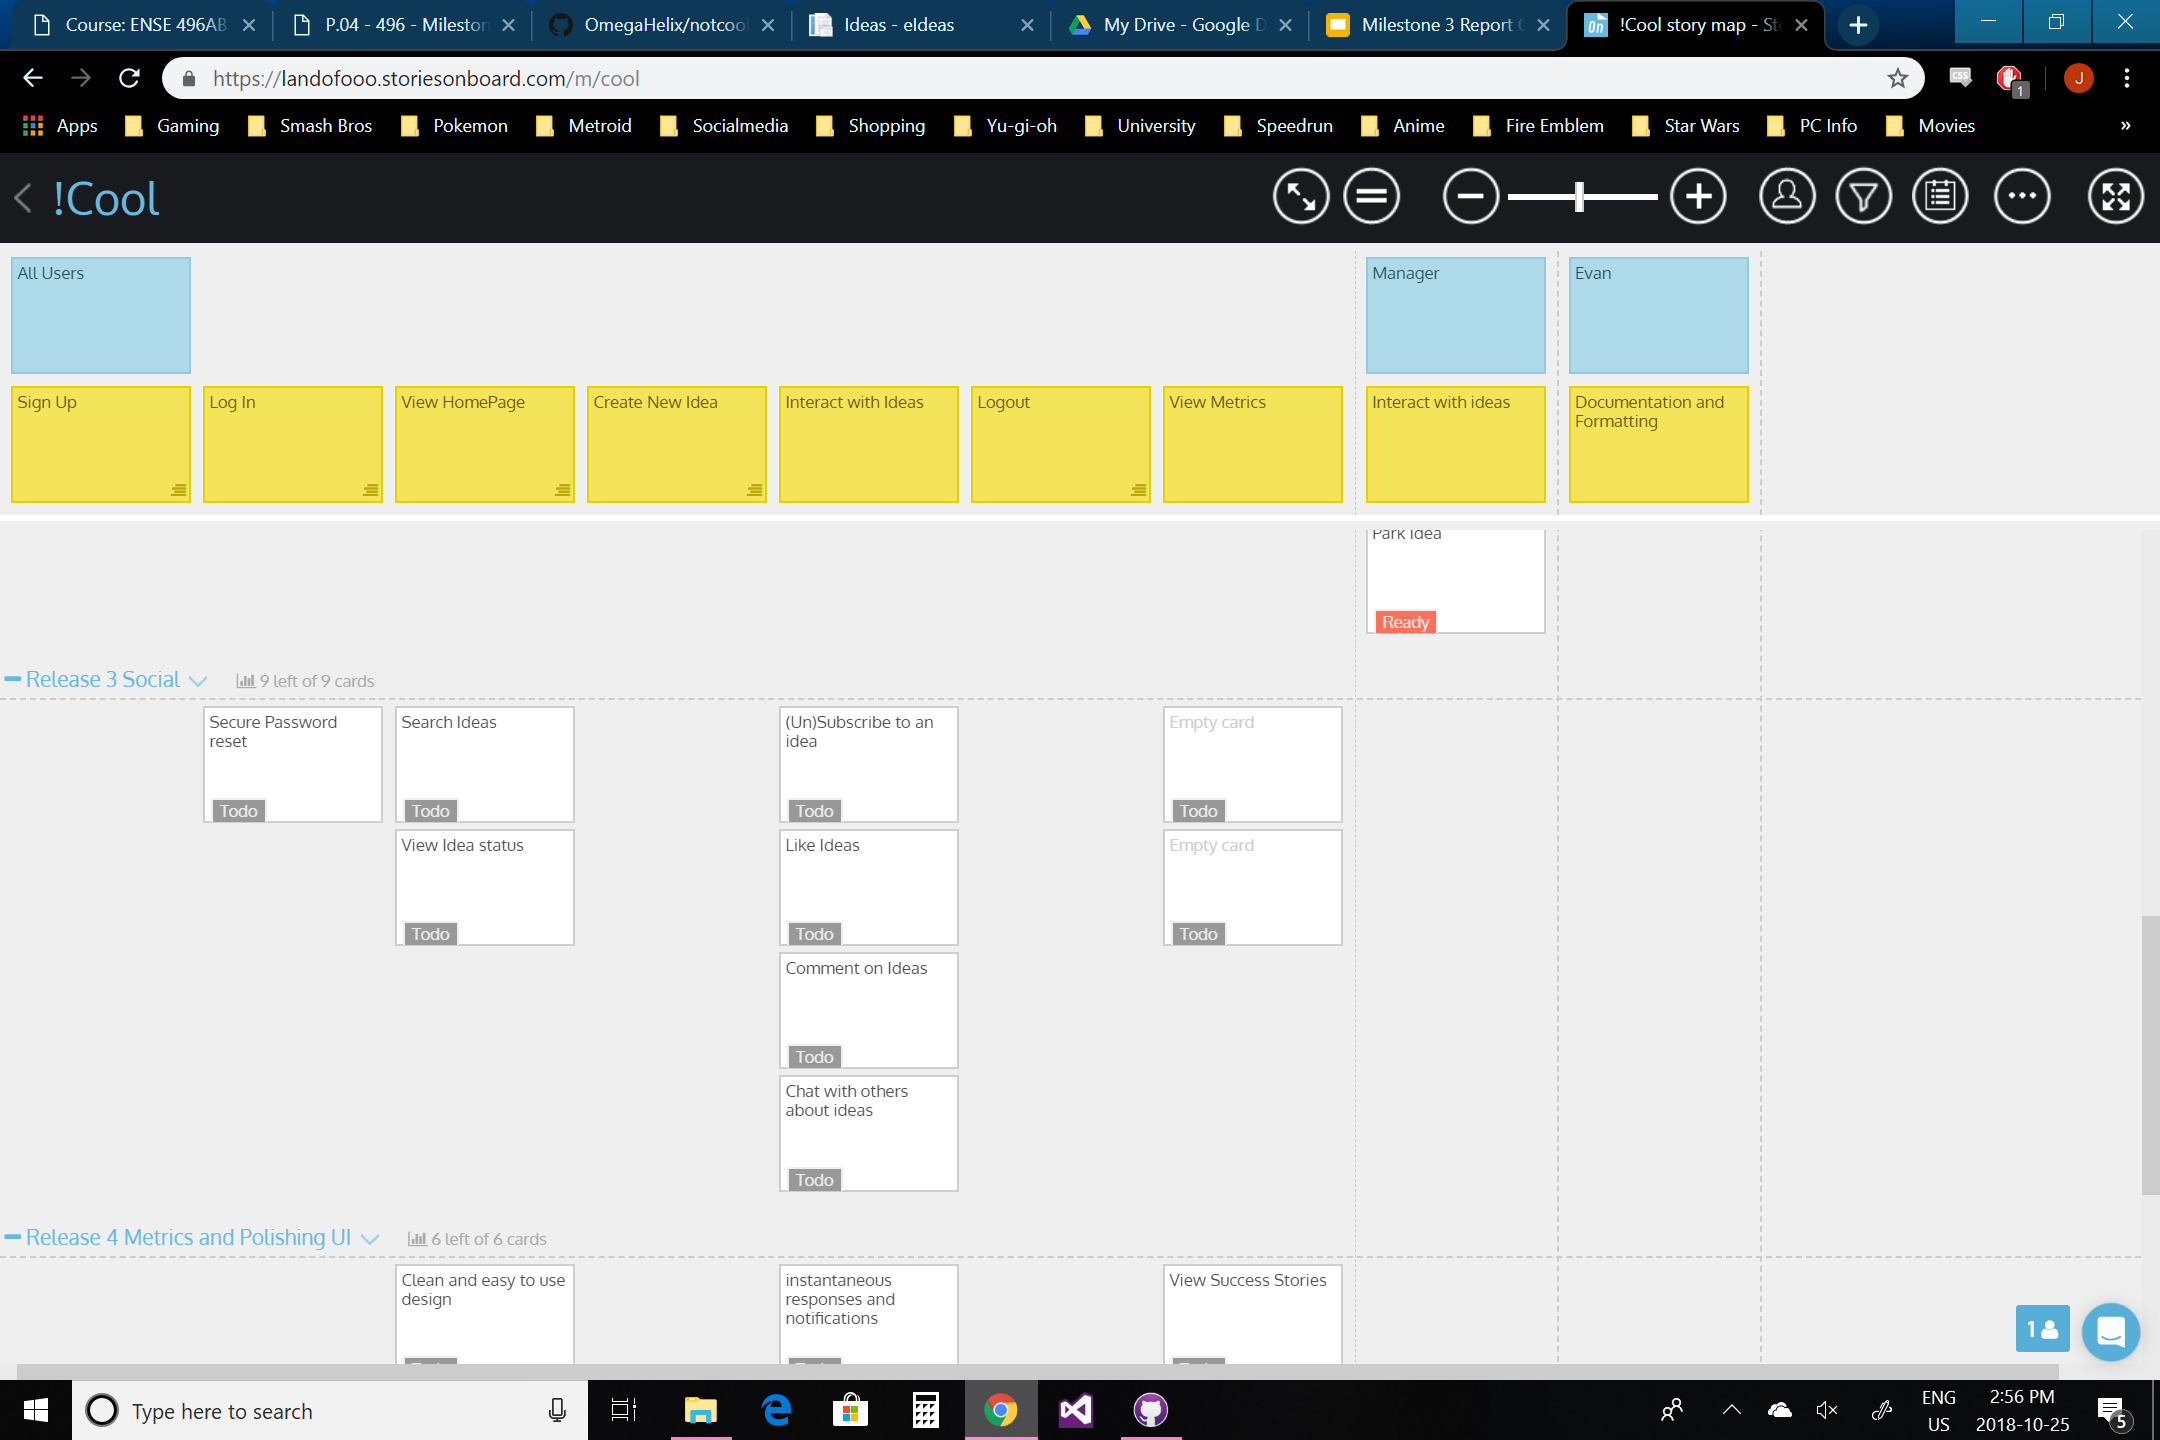 Course: ENSE 496AB
P.04 - 496 - Mileston
OmegaHelix/notcool
Ideas - eIdeas
My Drive - Google D
Milestone 3 Report
!Cool story map - Sto
https://landofooo.storiesonboard.com/m/cool
CSS
1
J
Apps
Gaming
Smash Bros
Pokemon
Metroid
Socialmedia
Shopping
Yu-gi-oh
University
Speedrun
Anime
Fire Emblem
Star Wars
PC Info
Movies
»
!Cool
All Users
Manager
Evan
Sign Up
Log In
View HomePage
Create New Idea
Interact with Ideas
Logout
View Metrics
Interact with ideas
Documentation and
Formatting
Park Idea
Ready
Release 3 Social
9 left of 9 cards
Secure Password
reset
Todo
Search Ideas
Todo
(Un)Subscribe to an
idea
Todo
Empty card
Todo
View Idea status
Todo
Like Ideas
Todo
Empty card
Todo
Comment on Ideas
Todo
Chat with others
about ideas
Todo
Release 4 Metrics and Polishing UI
6 left of 6 cards
Clean and easy to use
design
instantaneous
responses and
notifications
View Success Stories
1
Type here to search
ENG
US
2:56 PM
2018-10-25
5